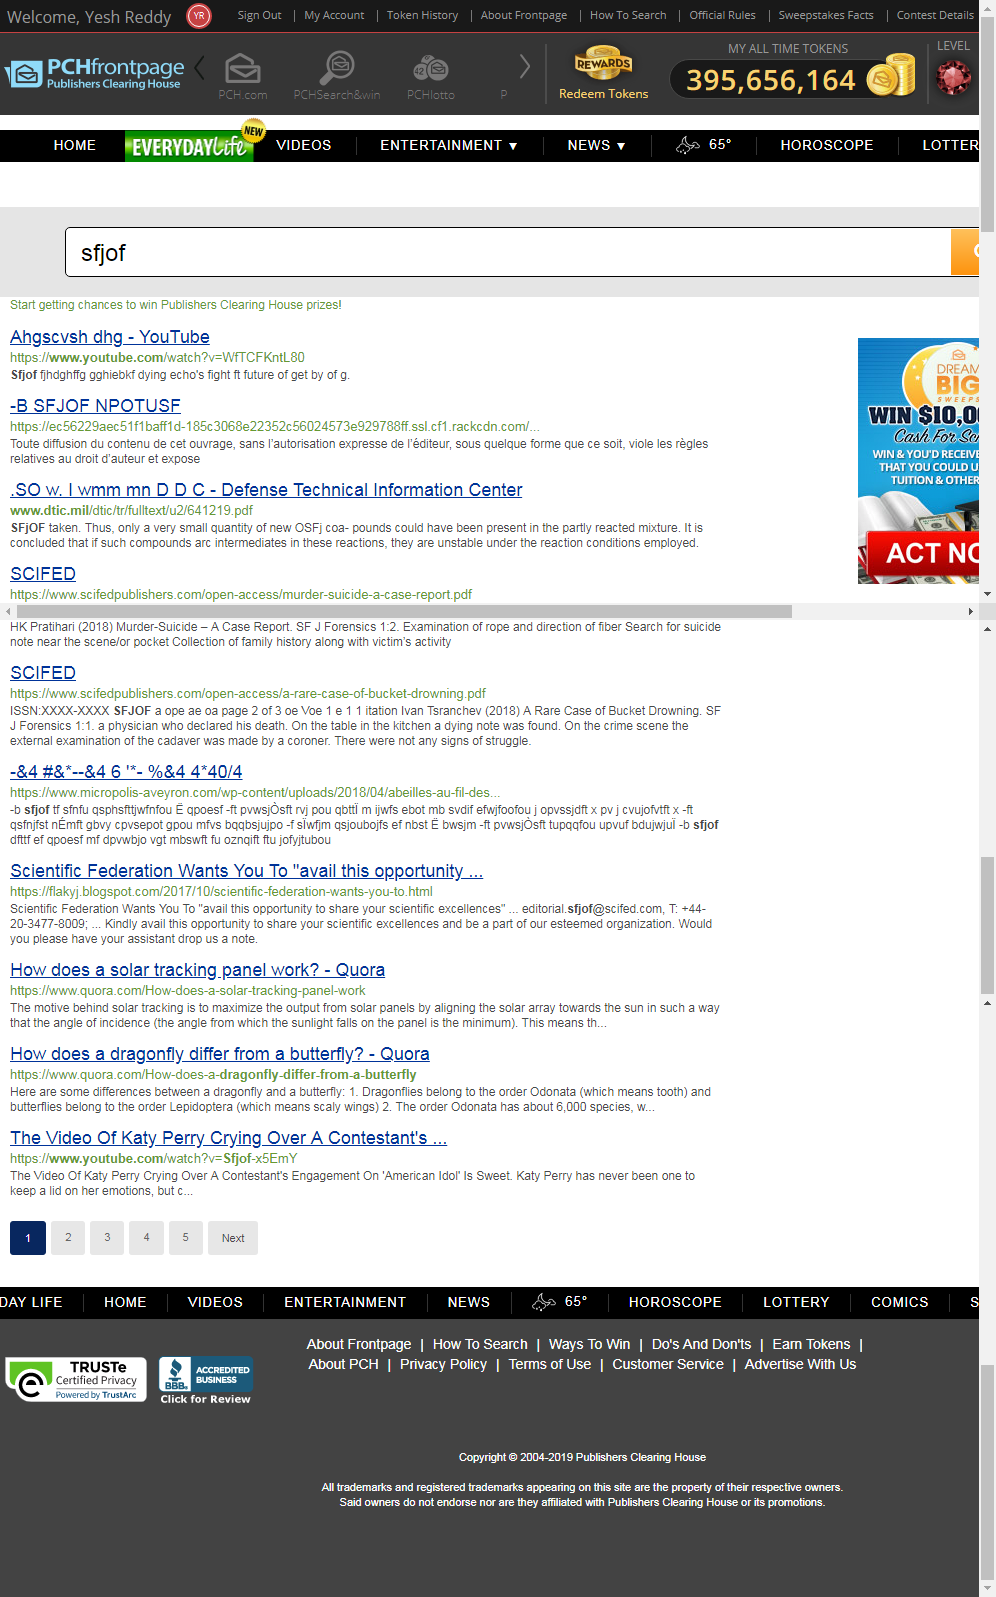 Welcome, Yesh Reddy YR Sign Out | My Account | Token History | About Frontpage | How To Search | Official Rules | Sweepstakes Facts | Contest Details
PCHfrontpage
Publishers Clearing House
PCH.com
PCHSearch&win
42
PCHlotto
P
REWARDS
Redeem Tokens
MY ALL TIME TOKENS
395,656,164
LEVEL
HOME EVERYDAY Life NEW VIDEOS ENTERTAINMENT ▼ NEWS ▼ 65° HOROSCOPE LOTTER
sfjof
Start getting chances to win Publishers Clearing House prizes!
Ahgscvsh dhg - YouTube
https://www.youtube.com/watch?v=WfTCFKntL80
Sfjof fjhdghffg gghiebkf dying echo's fight ft future of get by of g.
-B SFJOF NPOTUSF
https://ec56229aec51f1baff1d-185c3068e22352c56024573e929788ff.ssl.cf1.rackcdn.com/...
Toute diffusion du contenu de cet ouvrage, sans l'autorisation expresse de l'éditeur, sous quelque forme que ce soit, viole les règles
relatives au droit d'auteur et expose
.SO w. I wmm mn D D C - Defense Technical Information Center
www.dtic.mil/dtic/tr/fulltext/u2/641219.pdf
SFjOF taken. Thus, only a very small quantity of new OSFj coa- pounds could have been present in the partly reacted mixture. It is
concluded that if such compounds arc intermediates in these reactions, they are unstable under the reaction conditions employed.
SCIFED
https://www.scifedpublishers.com/open-access/murder-suicide-a-case-report.pdf
DREAM
BIG
SWEEPS
WIN $10,0
Cash For Sc
WIN & YOU'D RECEIVE
THAT YOU COULD U
TUITION & OTHER
ACT NO
HK Pratihari (2018) Murder-Suicide – A Case Report. SF J Forensics 1:2. Examination of rope and direction of fiber Search for suicide
note near the scene/or pocket Collection of family history along with victim's activity
SCIFED
https://www.scifedpublishers.com/open-access/a-rare-case-of-bucket-drowning.pdf
ISSN:XXXX-XXXX SFJOF a ope ae oa page 2 of 3 oe Voe 1 e 1 1 itation Ivan Tsranchev (2018) A Rare Case of Bucket Drowning. SF
J Forensics 1:1. a physician who declared his death. On the table in the kitchen a dying note was found. On the crime scene the
external examination of the cadaver was made by a coroner. There were not any signs of struggle.
-&4 #&*--&4 6 '*- %&4 4*40/4
https://www.micropolis-aveyron.com/wp-content/uploads/2018/04/abeilles-au-fil-des...
-b sfjof tf sfnfu qsphsfttjwfnfou Ë qpoesf -ft pvwsjÒsft rvj pou qbttÏ m ijwfs ebot mb svdif efwjfoofou j opvssjdft x pv j cvujofvtft x -ft
qsfnjfst nÉmft gbvy cpvsepot gpou mfvs bqqbsjujpo -f sÏwfjm qsjoubojfs ef nbst Ë bwsjm -ft pvwsjÒsft tupqqfou upvuf bdujwjuÏ -b sfjof
dfttf ef qpoesf mf dpvwbjo vgt mbswft fu oznqift ftu jofyjtubou
Scientific Federation Wants You To "avail this opportunity ...
https://flakyj.blogspot.com/2017/10/scientific-federation-wants-you-to.html
Scientific Federation Wants You To "avail this opportunity to share your scientific excellences" ... editorial.sfjof@scifed.com, T: +44-
20-3477-8009; ... Kindly avail this opportunity to share your scientific excellences and be a part of our esteemed organization. Would
you please have your assistant drop us a note.
How does a solar tracking panel work? - Quora
https://www.quora.com/How-does-a-solar-tracking-panel-work
The motive behind solar tracking is to maximize the output from solar panels by aligning the solar array towards the sun in such a way
that the angle of incidence (the angle from which the sunlight falls on the panel is the minimum). This means th...
How does a dragonfly differ from a butterfly? - Quora
https://www.quora.com/How-does-a-dragonfly-differ-from-a-butterfly
Here are some differences between a dragonfly and a butterfly: 1. Dragonflies belong to the order Odonata (which means tooth) and
butterflies belong to the order Lepidoptera (which means scaly wings) 2. The order Odonata has about 6,000 species, w...
The Video Of Katy Perry Crying Over A Contestant's ...
https://www.youtube.com/watch?v=Sfjof-x5EmY
The Video Of Katy Perry Crying Over A Contestant's Engagement On 'American Idol' Is Sweet. Katy Perry has never been one to
keep a lid on her emotions, but c...
1 2 3 4 5 Next
DAY LIFE HOME VIDEOS ENTERTAINMENT NEWS 65° HOROSCOPE LOTTERY COMICS S
About Frontpage | How To Search | Ways To Win | Do's And Don'ts | Earn Tokens |
About PCH | Privacy Policy | Terms of Use | Customer Service | Advertise With Us
TRUSTe
Certified Privacy
Powered by TrustArc
BBB.
ACCREDITED
BUSINESS
Click for Review
Copyright © 2004-2019 Publishers Clearing House
All trademarks and registered trademarks appearing on this site are the property of their respective owners.
Said owners do not endorse nor are they affiliated with Publishers Clearing House or its promotions.